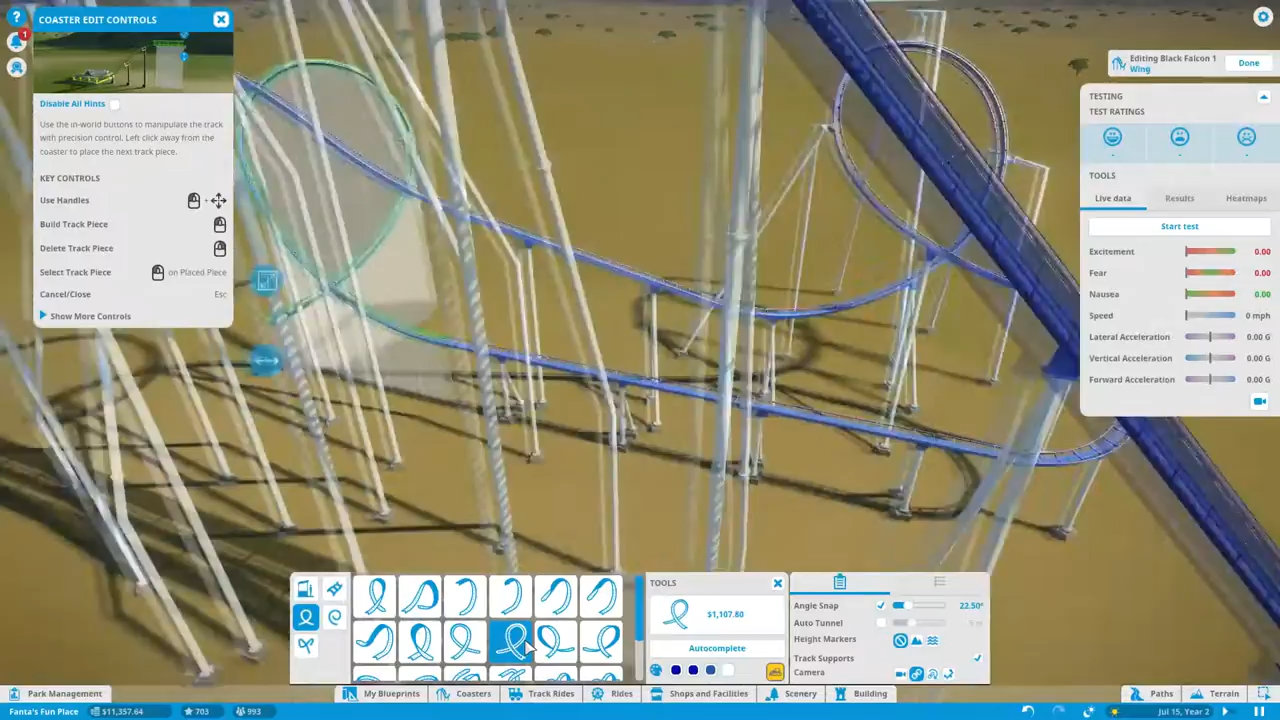 COASTER EDIT CONTROLS
1
Disable All Hints
Use the in-world buttons to manipulate the track
with precision control. Left click away from the
coaster to place the next track piece.
KEY CONTROLS
Use Handles
Build Track Piece
Delete Track Piece
Select Track Piece on Placed Piece
Cancel/Close Esc
Show More Controls
Editing Black Falcon 1
Wing
Done
TESTING
TEST RATINGS
- - -
TOOLS
Live data Results Heatmaps
Start test
Excitement 0.00
Fear 0.00
Nausea 0.00
Speed 0 mph
Lateral Acceleration 0.00 G
Vertical Acceleration 0.00 G
Forward Acceleration 0.00 G
TOOLS
$1,107.80
Autocomplete
Angle Snap 22.50°
Auto Tunnel
Height Markers
Track Supports
Camera
Park Management My Blueprints Coasters Track Rides Rides Shops and Facilities Scenery Building Paths Terrain
Fanta's Fun Place $11,357.64 703 993 Jul 15, Year 2